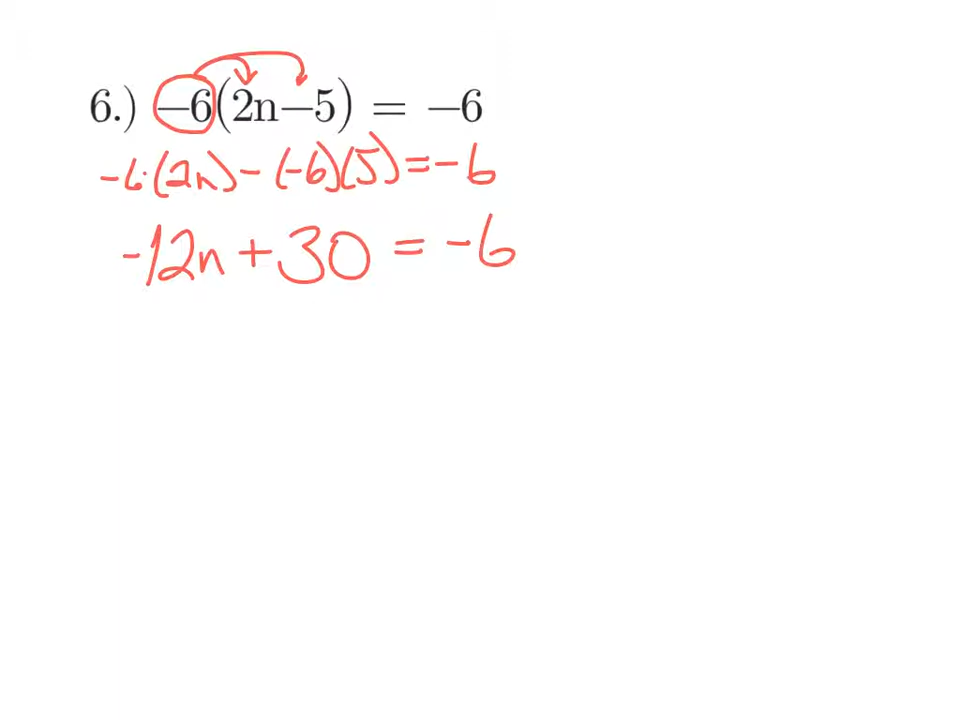 6.) −6(2n−5) = −6
-6·(2n) - (-6)(5) = -6
-12n + 30 = -6